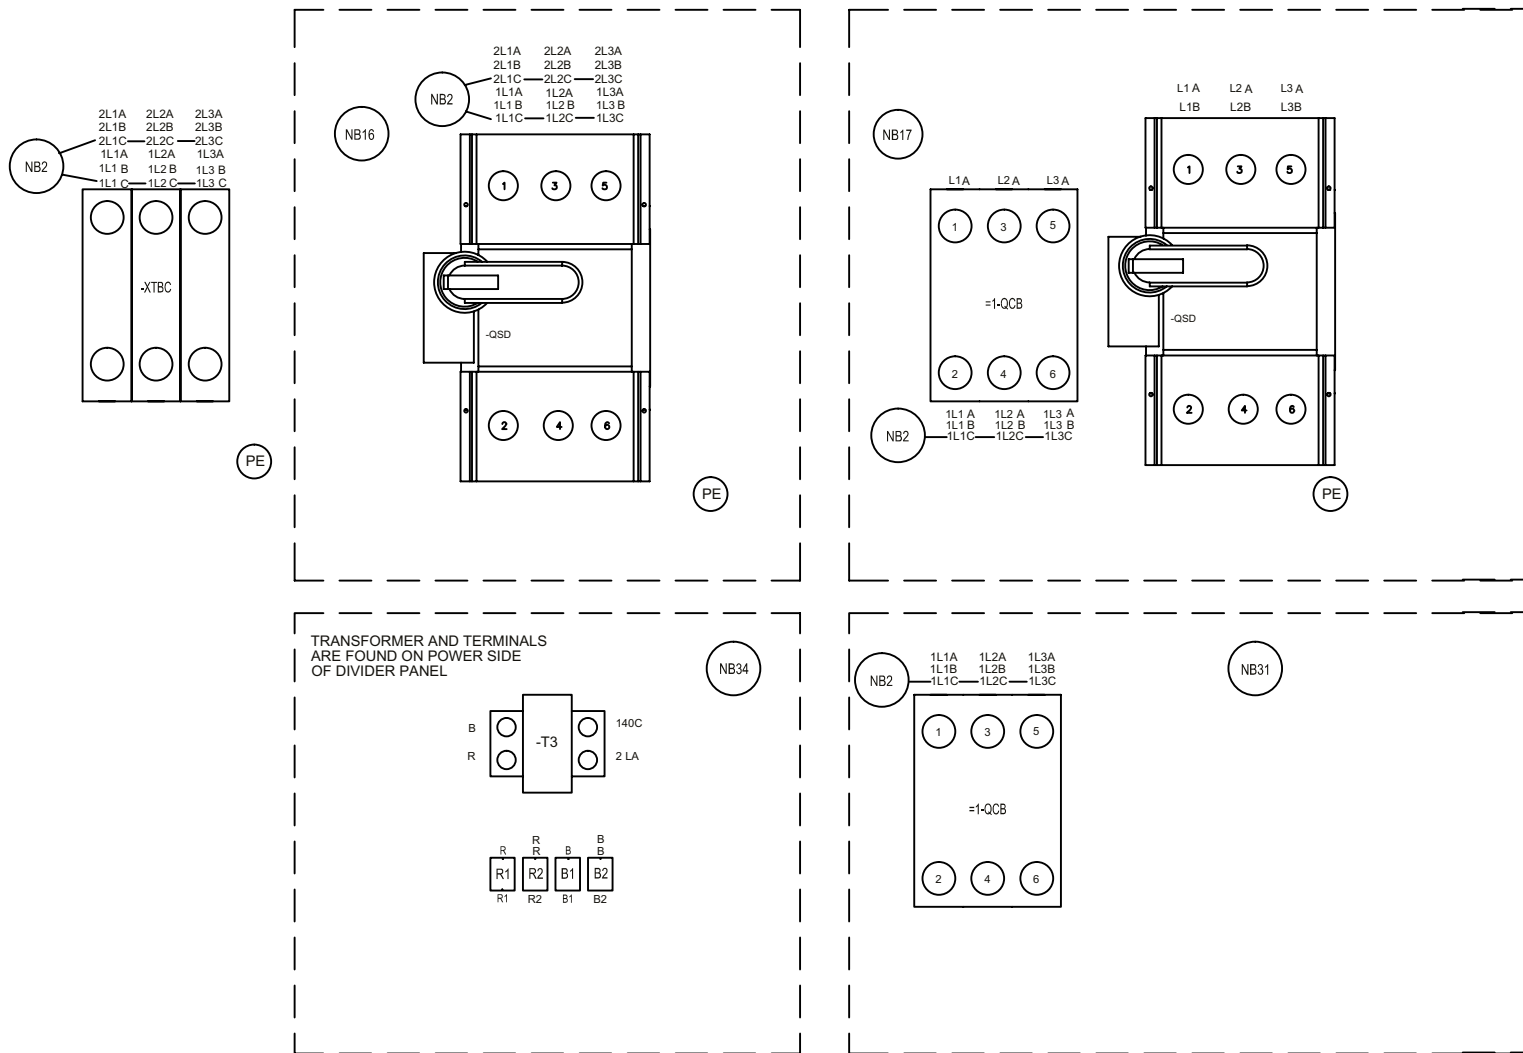 2L1A 2L2A 2L3A
2L1B 2L2B 2L3B
2L1C 2L2C 2L3C
NB2
1L1A 1L2A 1L3A
1L1 B 1L2 B 1L3 B
1L1 C 1L2 C 1L3 C
-XTBC
PE
NB16
2L1A 2L2A 2L3A
2L1B 2L2B 2L3B
2L1C 2L2C 2L3C
NB2
1L1A 1L2A 1L3A
1L1 B 1L2 B 1L3 B
1L1C 1L2C 1L3C
1 3 5
-QSD
2 4 6
PE
NB17
L1A L2 A L3 A
1 3 5
=1-QCB
2 4 6
1L1 A 1L2 A 1L3 A
1L1 B 1L2 B 1L3 B
NB2
1L1C 1L2C 1L3C
L1 A L2 A L3 A
L1B L2B L3B
1 3 5
-QSD
2 4 6
PE
TRANSFORMER AND TERMINALS
ARE FOUND ON POWER SIDE
OF DIVIDER PANEL
NB34
B 140C
-T3
R 2 LA
R B
R R B B
R1 R2 B1 B2
R1 R2 B1 B2
1L1A 1L2A 1L3A
1L1B 1L2B 1L3B
NB2
1L1C 1L2C 1L3C
NB31
1 3 5
=1-QCB
2 4 6